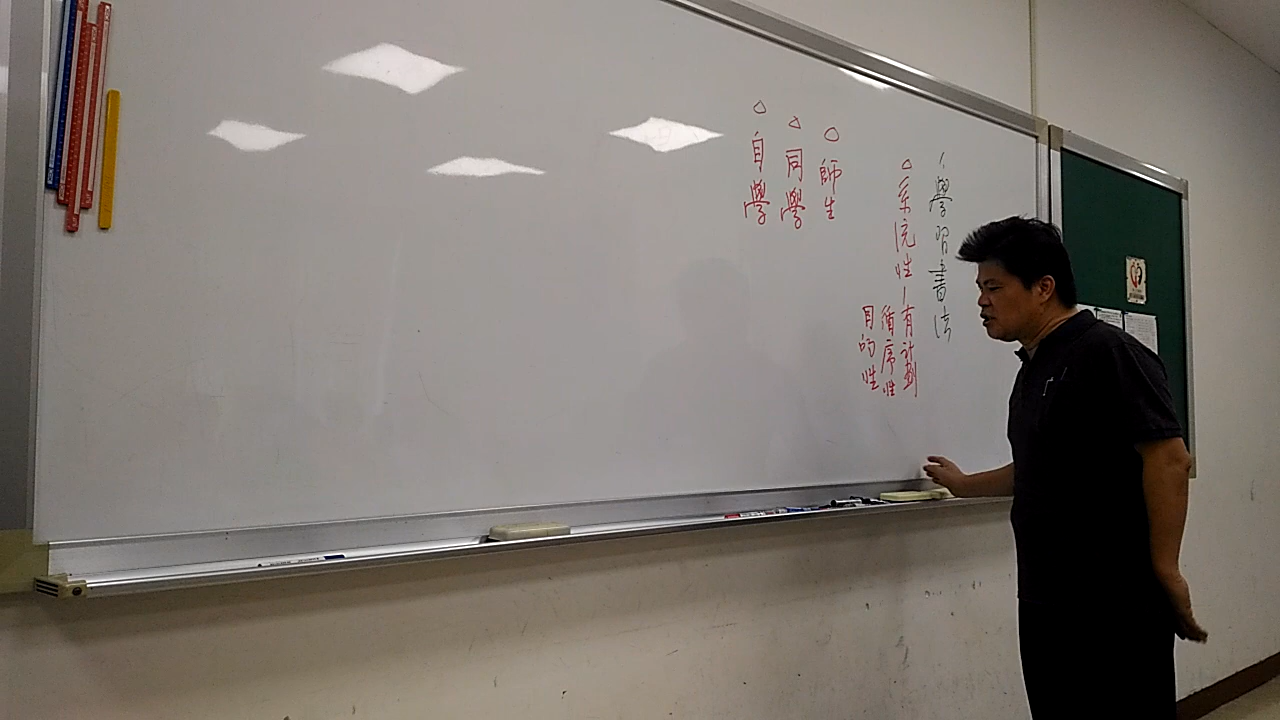 、學習書法
○系統性/有計劃
循序性
目的性
○師生
○同學
○自學